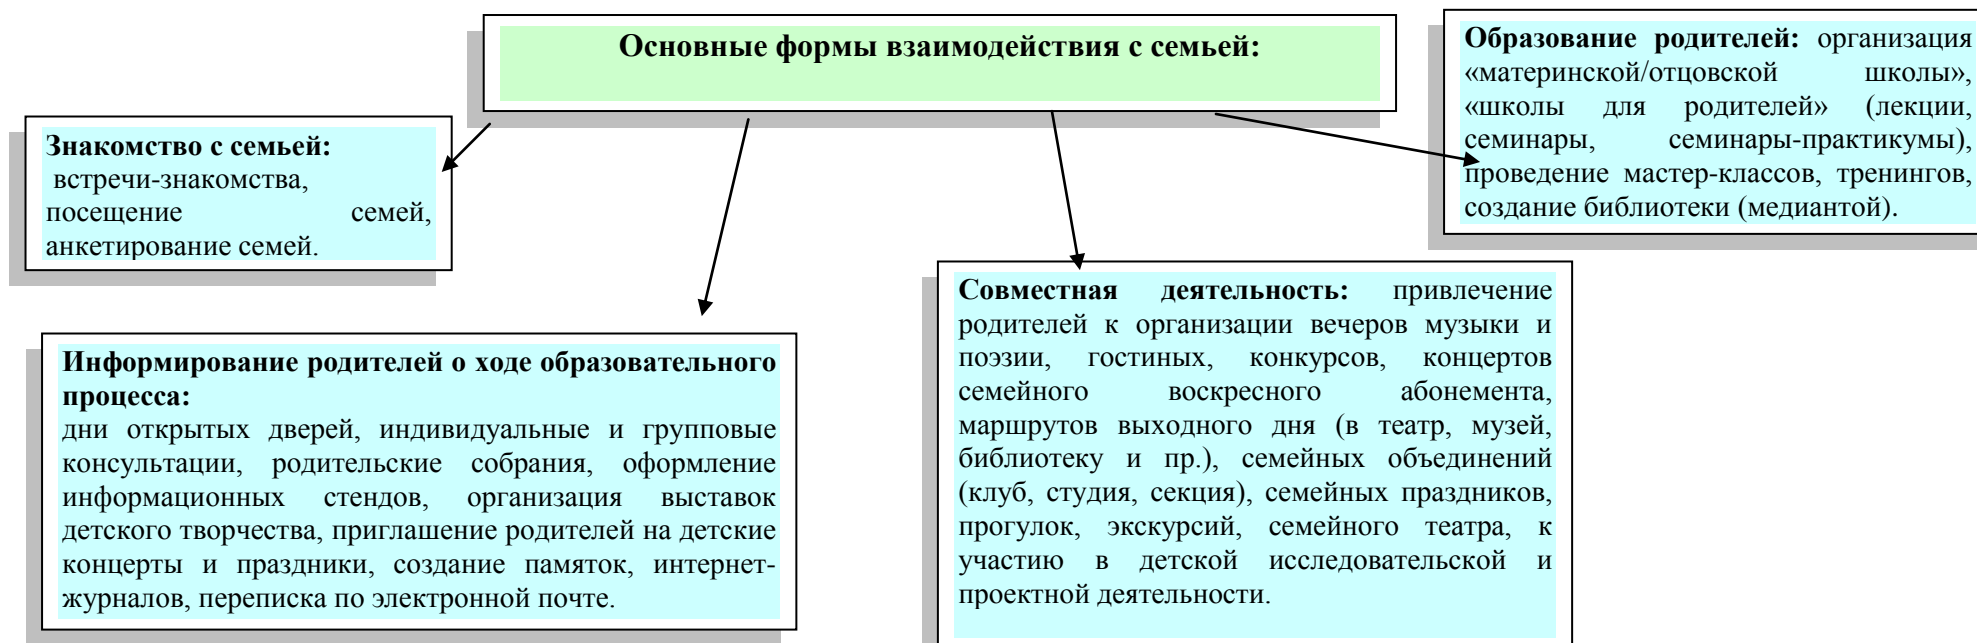 Основные формы взаимодействия с семьей:
Знакомство с семьей:
встречи-знакомства,
посещение семей,
анкетирование семей.
Информирование родителей о ходе образовательного
процесса:
дни открытых дверей, индивидуальные и групповые
консультации, родительские собрания, оформление
информационных стендов, организация выставок
детского творчества, приглашение родителей на детские
концерты и праздники, создание памяток, интернет-
журналов, переписка по электронной почте.
Совместная деятельность: привлечение
родителей к организации вечеров музыки и
поэзии, гостиных, конкурсов, концертов
семейного воскресного абонемента,
маршрутов выходного дня (в театр, музей,
библиотеку и пр.), семейных объединений
(клуб, студия, секция), семейных праздников,
прогулок, экскурсий, семейного театра, к
участию в детской исследовательской и
проектной деятельности.
Образование родителей: организация
«материнской/отцовской школы»,
«школы для родителей» (лекции,
семинары, семинары-практикумы),
проведение мастер-классов, тренингов,
создание библиотеки (медиантой).